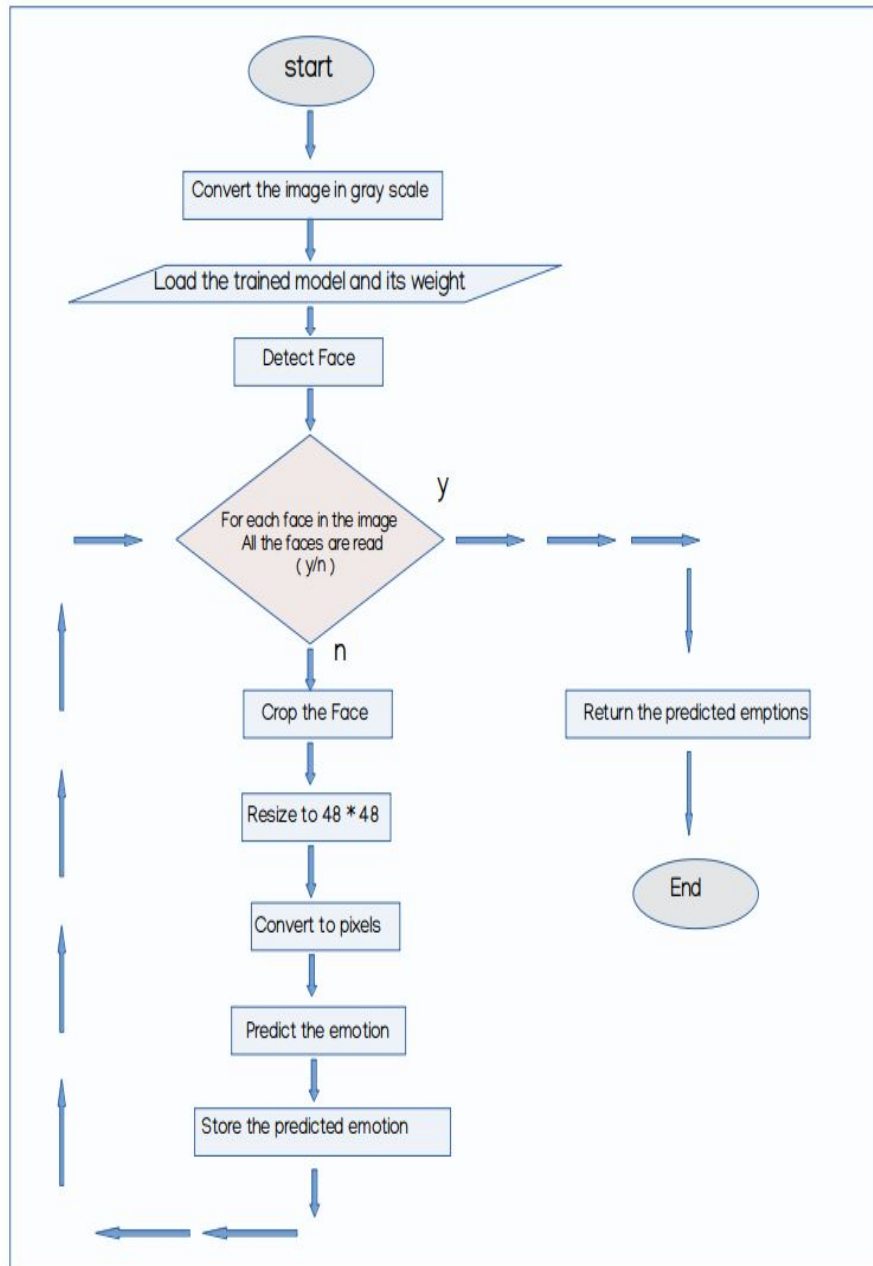 start
Convert the image in gray scale
Load the trained model and its weight
Detect Face
For each face in the image
All the faces are read
( y/n )
y
n
Crop the Face
Return the predicted emptions
Resize to 48 * 48
Convert to pixels
End
Predict the emotion
Store the predicted emotion